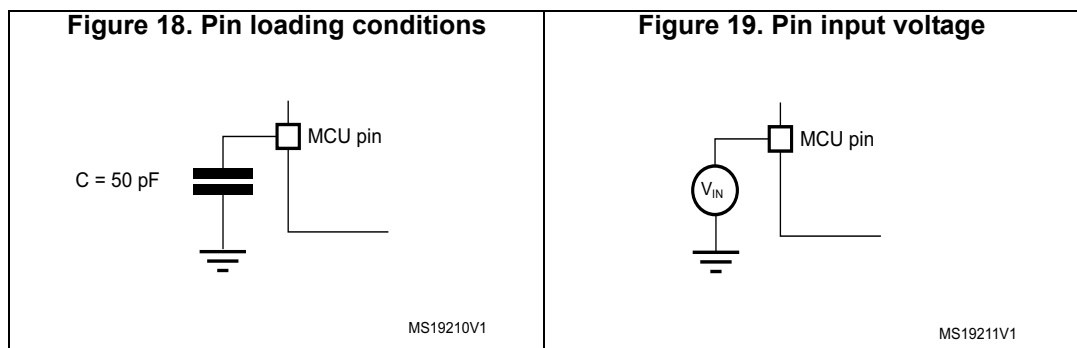 Figure 18. Pin loading conditions
MCU pin
C = 50 pF
MS19210V1
Figure 19. Pin input voltage
MCU pin
VIN
MS19211V1